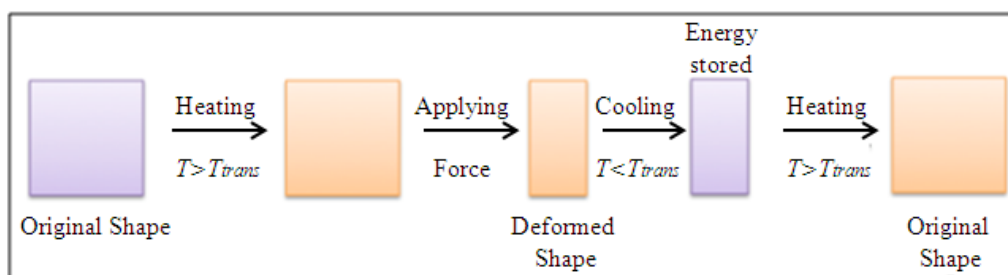 Energy
stored
Heating
Applying
Cooling
Heating
T>Ttrans
Force
T<Ttrans
T>Ttrans
Original Shape
Deformed
Shape
Original
Shape